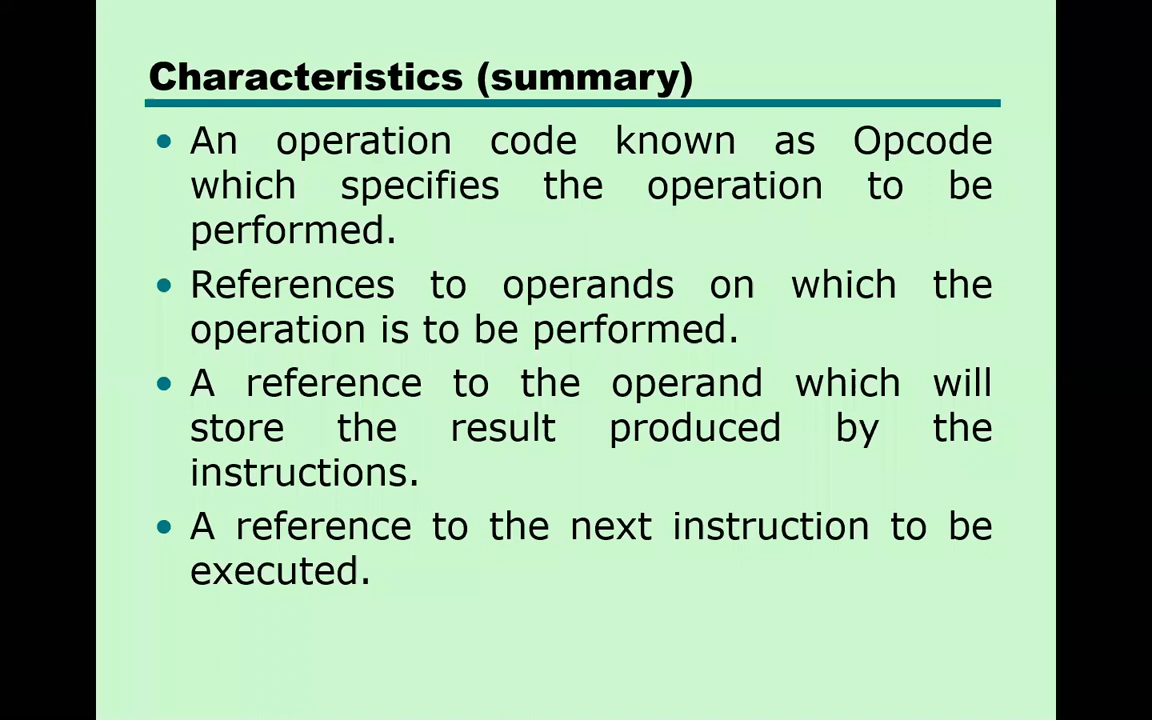 Characteristics (summary)
• An operation code known as Opcode
which specifies the operation to be
performed.
• References to operands on which the
operation is to be performed.
• A reference to the operand which will
store the result produced by the
instructions.
• A reference to the next instruction to be
executed.